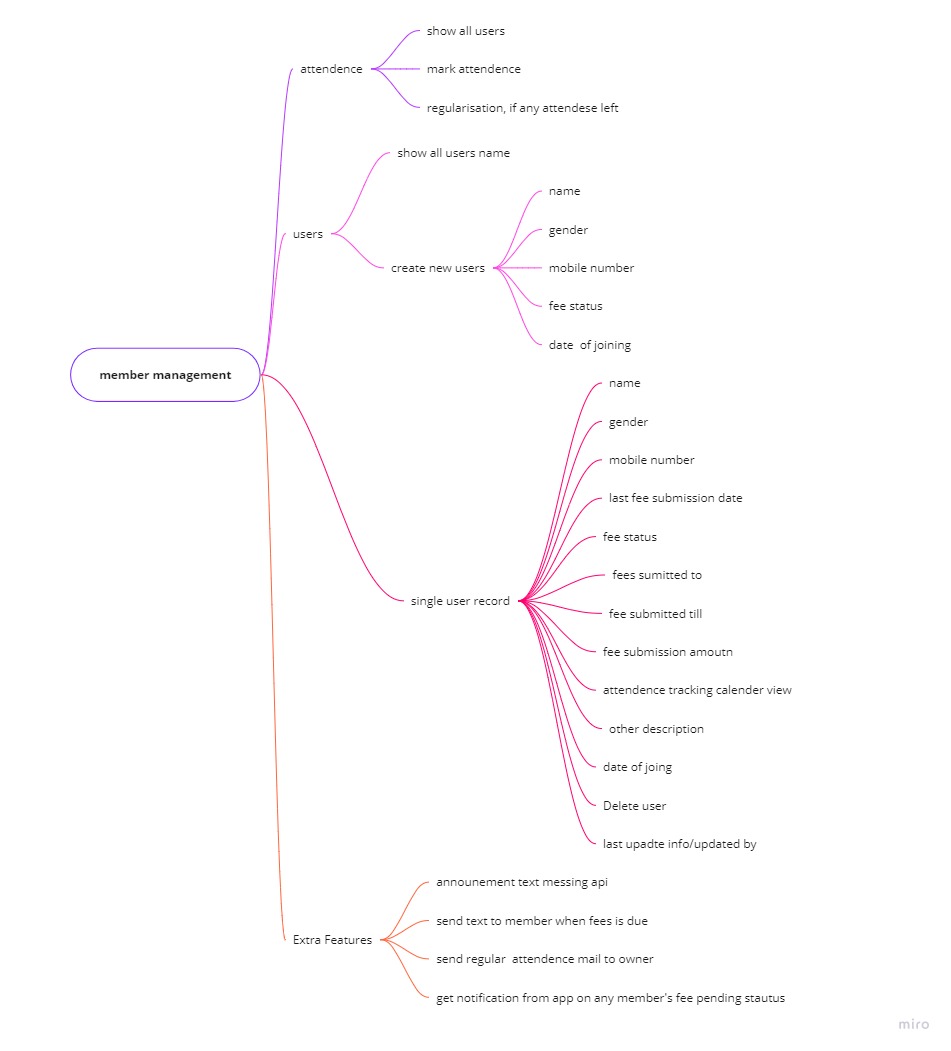 show all users
attendence
mark attendence
regularisation, if any attendese left
show all users name
users
create new users
name
gender
mobile number
fee status
date  of joining
member management
name
gender
mobile number
last fee submission date
fee status
fees sumitted to
single user record
fee submitted till
fee submission amoutn
attendence tracking calender view
other description
date of joing
Delete user
last upadte info/updated by
Extra Features
announement text messing api
send text to member when fees is due
send regular  attendence mail to owner
get notification from app on any member's fee pending stautus
miro